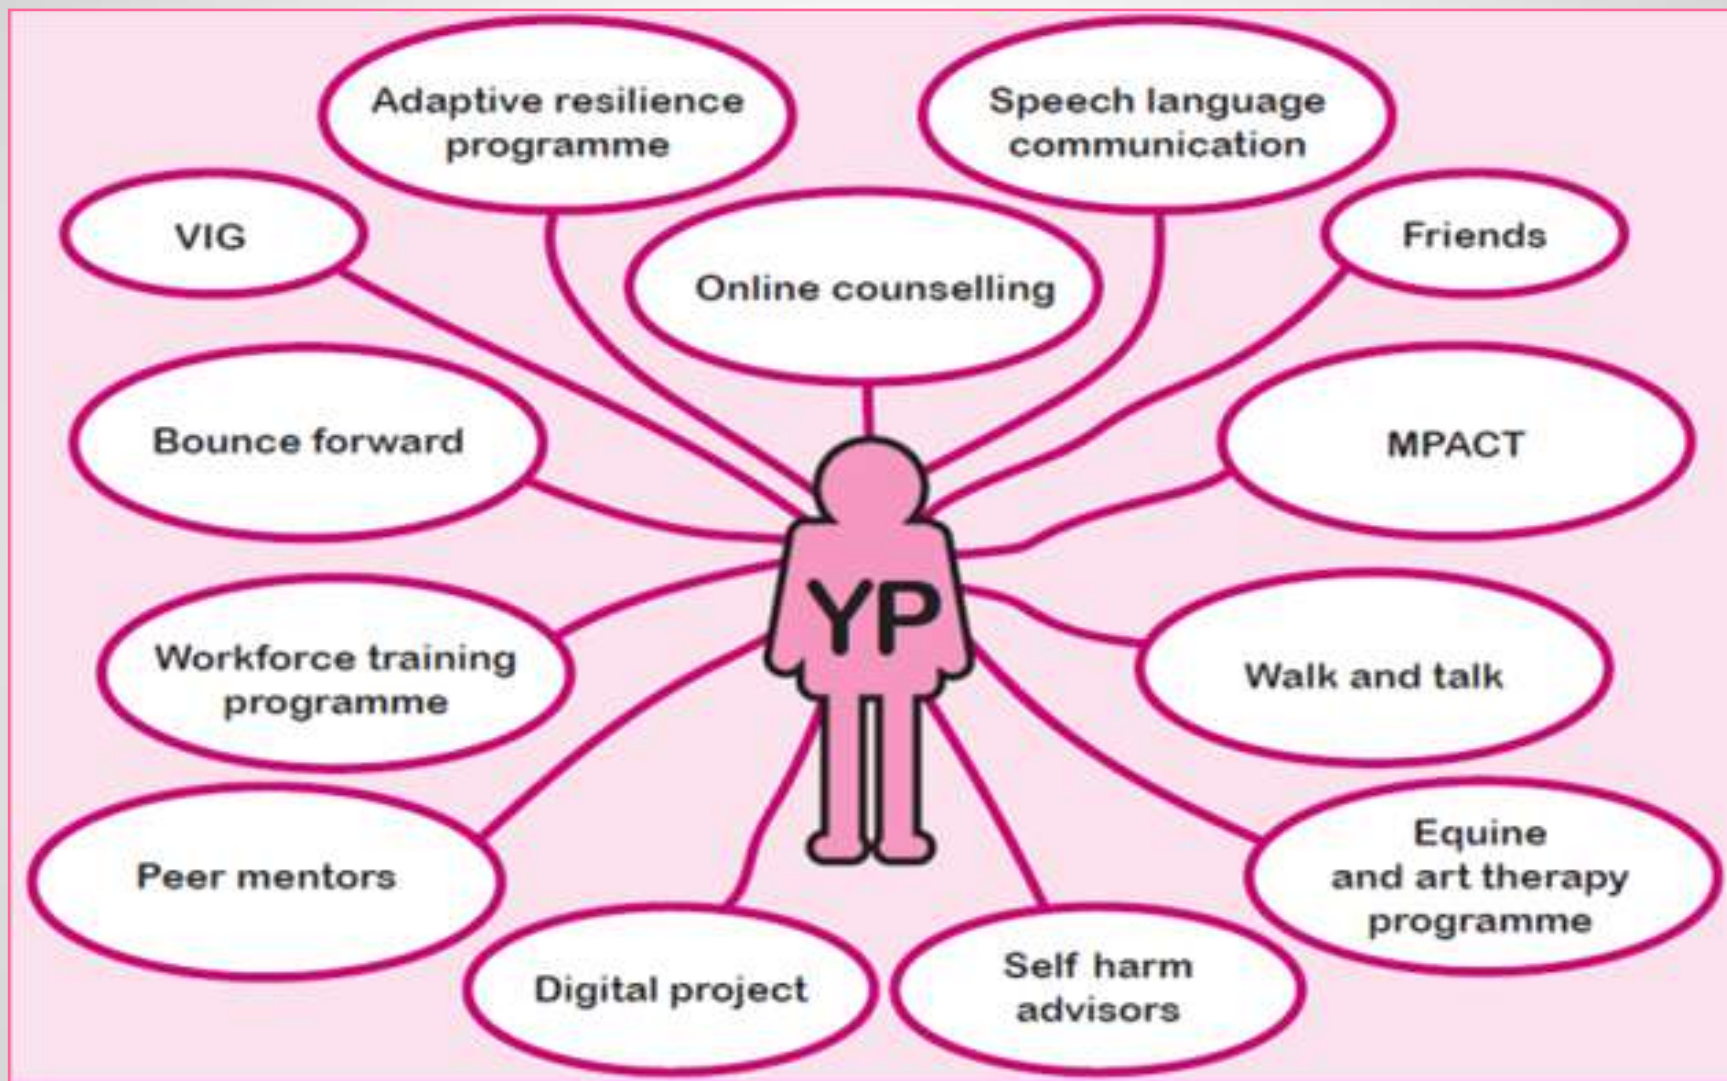 Adaptive resilience
programme
Speech language
communication
VIG
Online counselling
Friends
Bounce forward
MPACT
YP
Workforce training
programme
Walk and talk
Peer mentors
Equine
and art therapy
programme
Digital project
Self harm
advisors